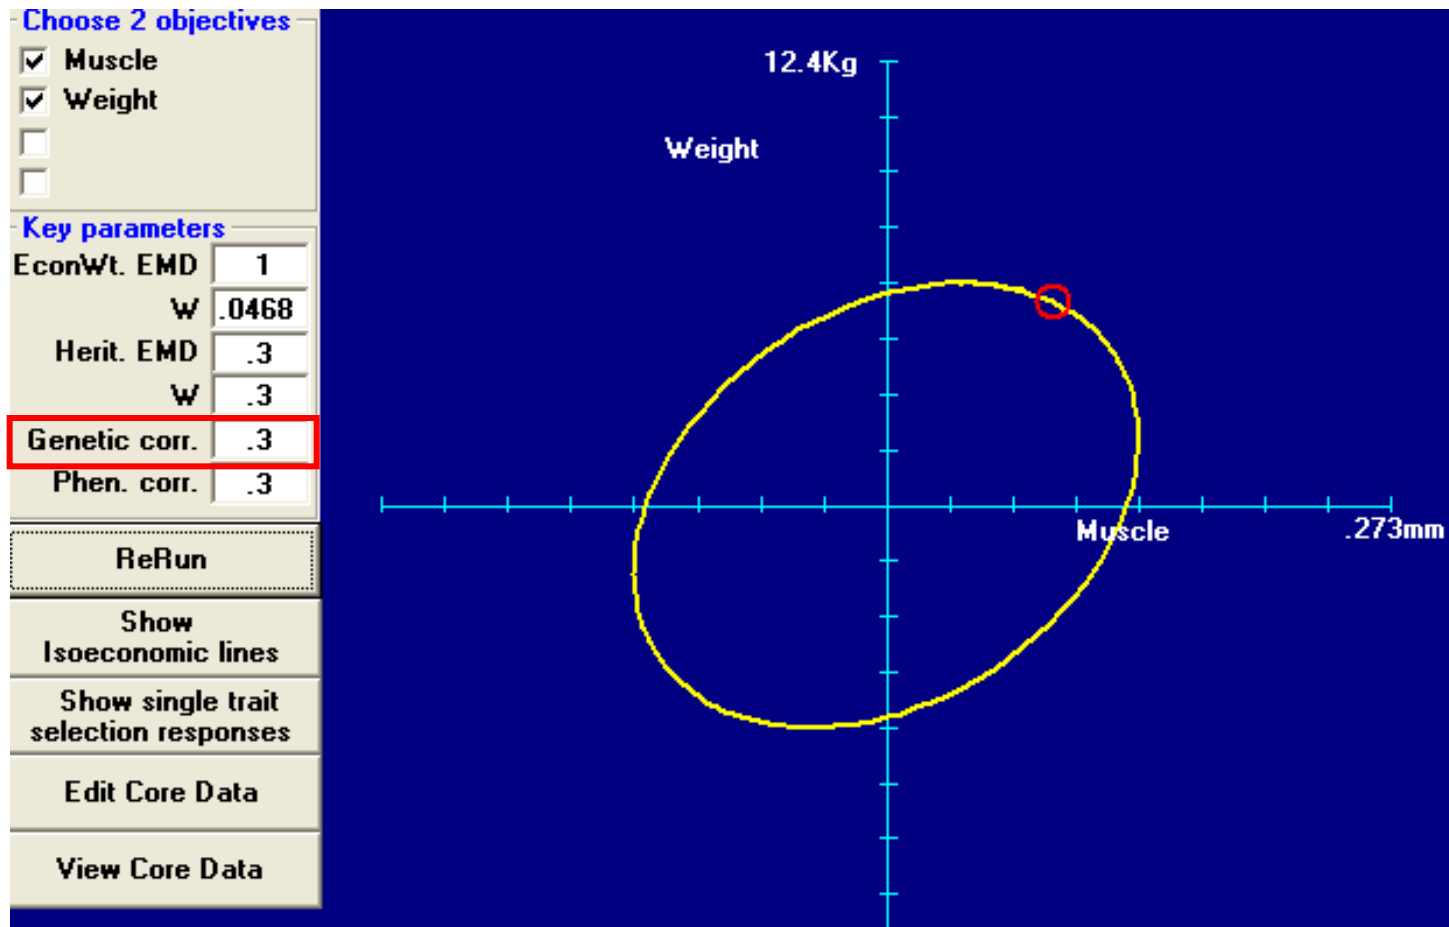 Choose 2 objectives
Muscle
Weight
Key parameters
EconWt. EMD 1
W .0468
Herit. EMD .3
W .3
Genetic corr. .3
Phen. corr. .3
ReRun
Show
Isoeconomic lines
Show single trait
selection responses
Edit Core Data
View Core Data
12.4Kg
Weight
Muscle
.273mm